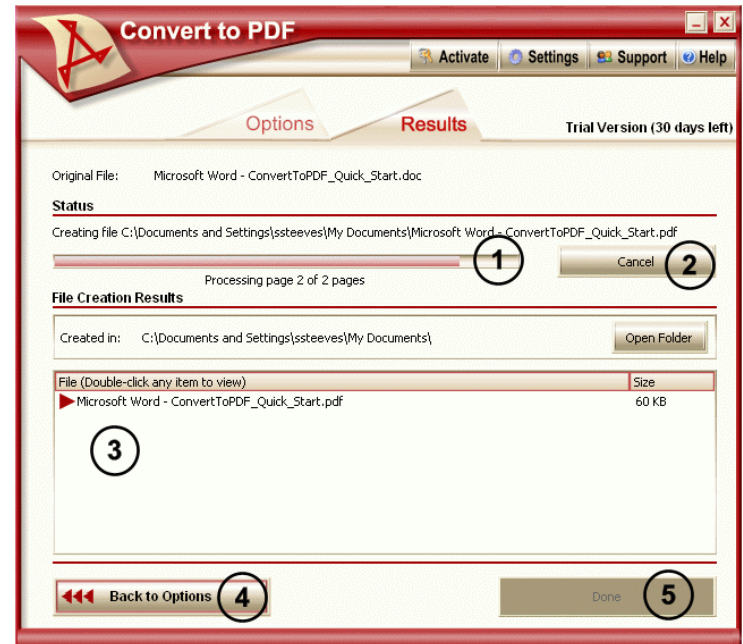 Convert to PDF
Activate Settings Support Help
Options Results Trial Version (30 days left)
Original File: Microsoft Word - ConvertToPDF_Quick_Start.doc
Status
Creating file C:\Documents and Settings\ssteeves\My Documents\Microsoft Word - ConvertToPDF_Quick_Start.pdf
1
Cancel 2
Processing page 2 of 2 pages
File Creation Results
Created in: C:\Documents and Settings\ssteeves\My Documents\ Open Folder
File (Double-click any item to view) Size
Microsoft Word - ConvertToPDF_Quick_Start.pdf 60 KB
3
Back to Options 4 Done 5